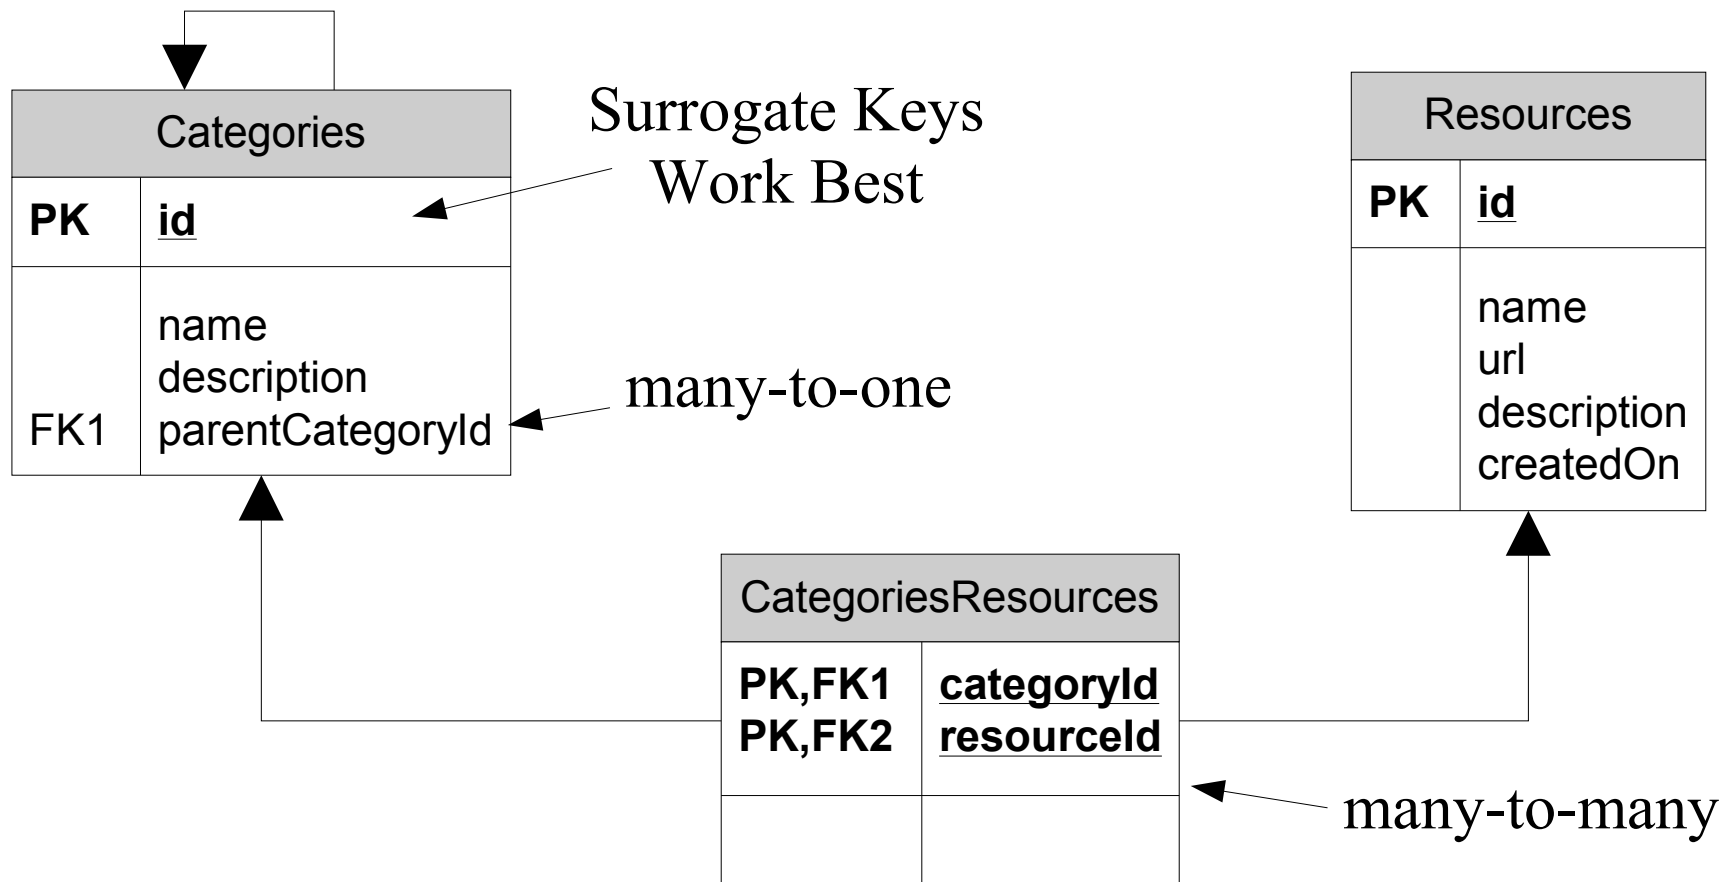 Categories
PK id
name
description
FK1 parentCategoryId
Surrogate Keys
Work Best
many-to-one
Resources
PK id
name
url
description
createdOn
CategoriesResources
PK,FK1 categoryId
PK,FK2 resourceId
many-to-many